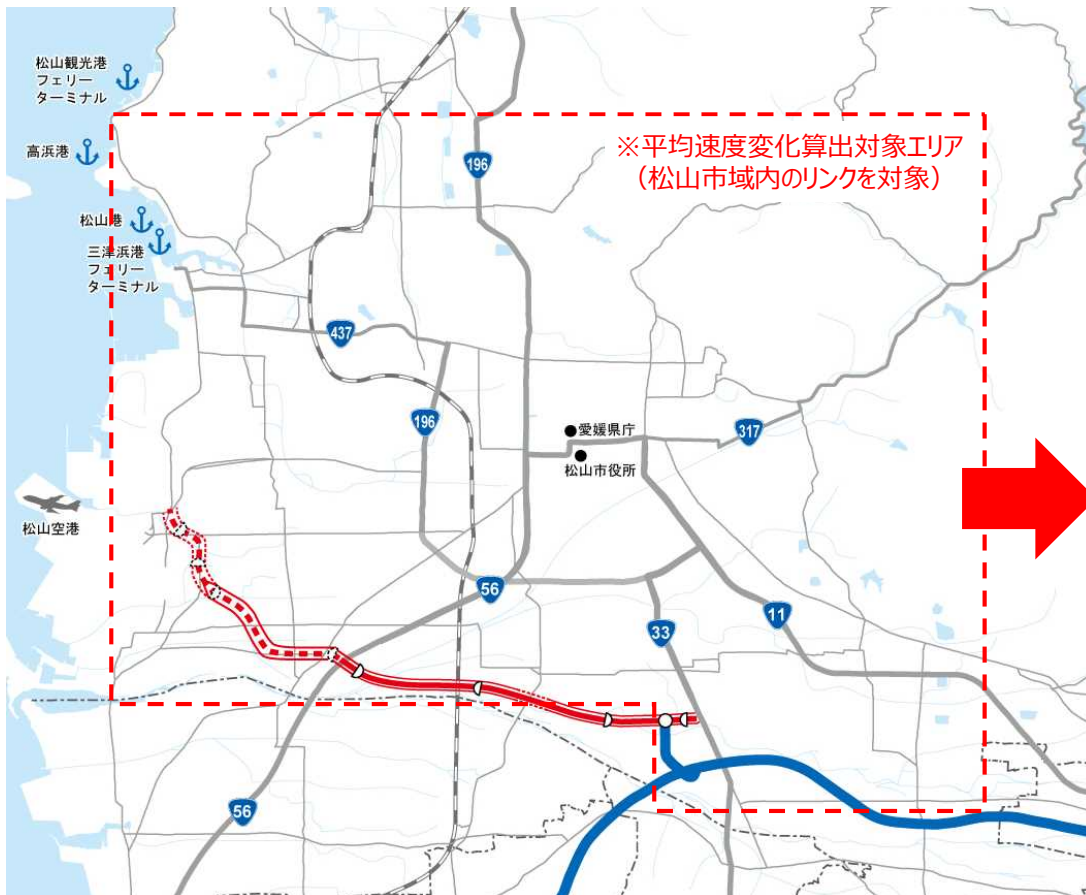 松山観光港
フェリー
ターミナル
高浜港
松山港
三津浜港
フェリー
ターミナル
※平均速度変化算出対象エリア
（松山市域内のリンクを対象）
196
437
196
愛媛県庁
317
松山市役所
松山空港
56
33
11
56